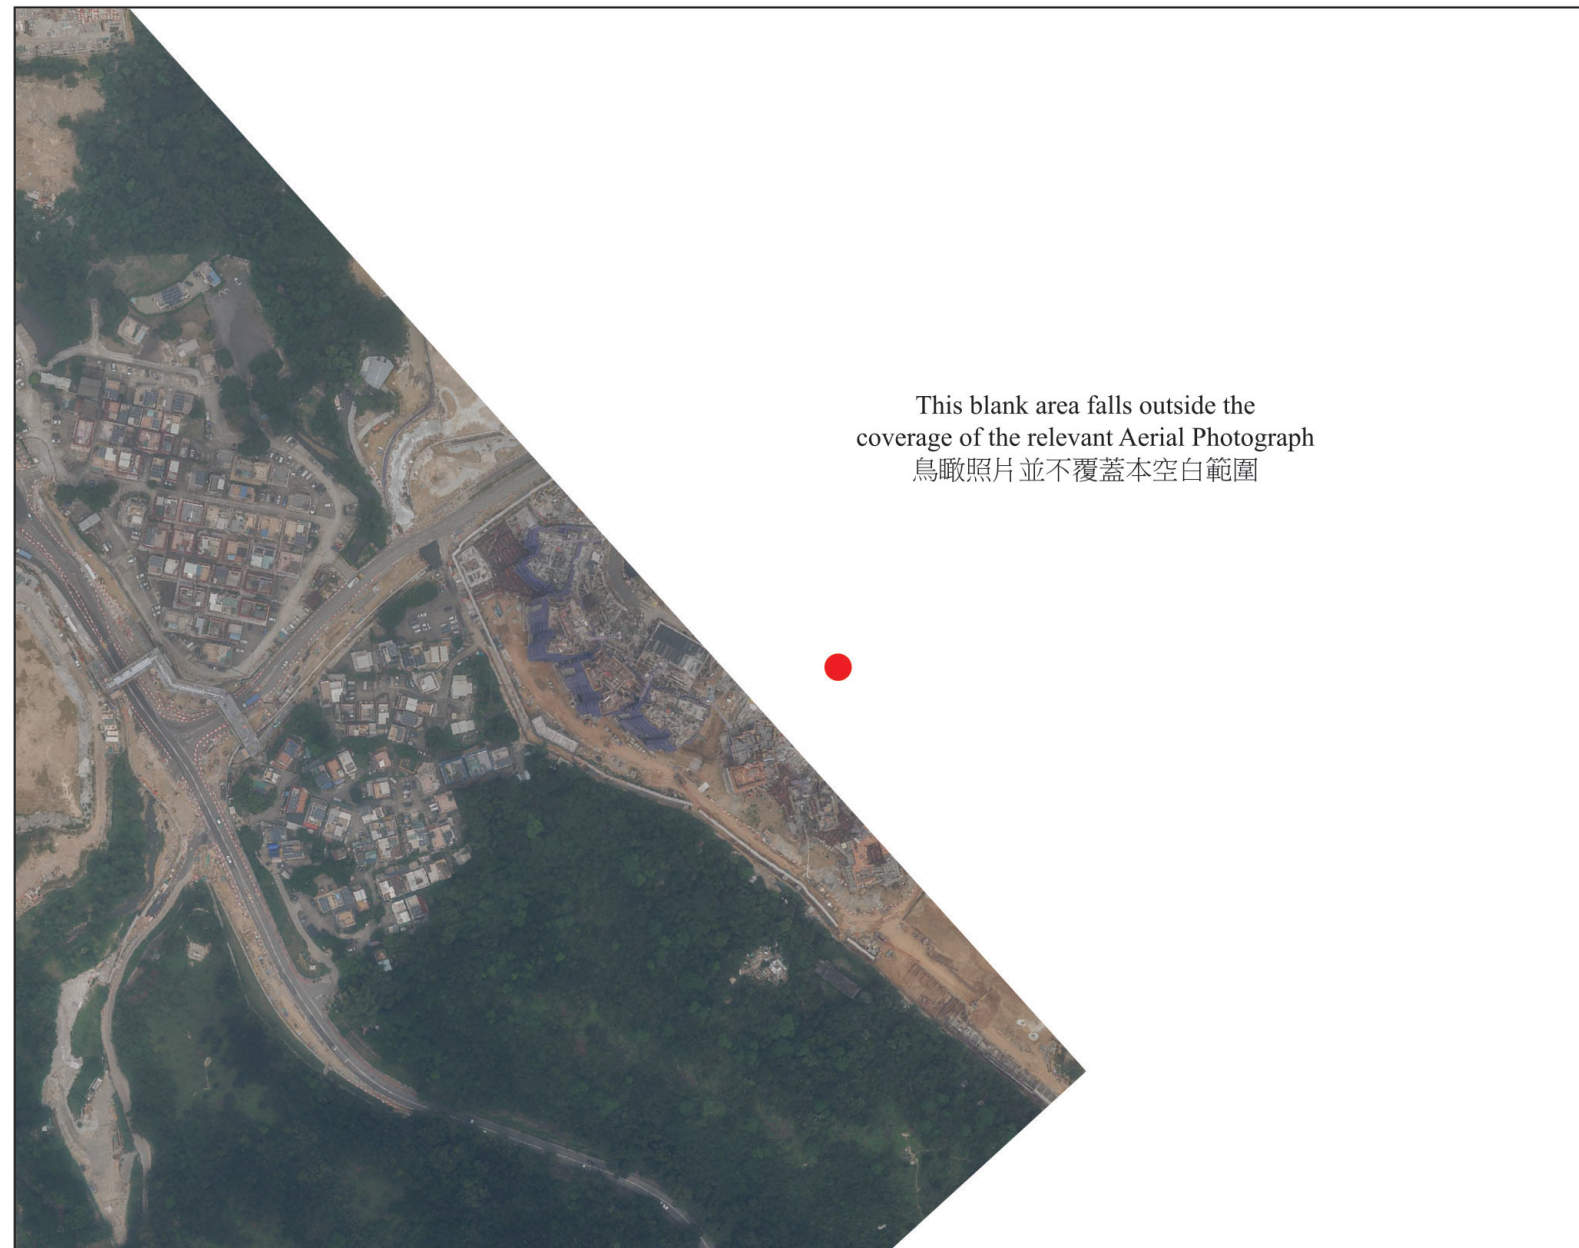 This blank area falls outside the
coverage of the relevant Aerial Photograph
鳥瞰照片並不覆蓋本空白範圍